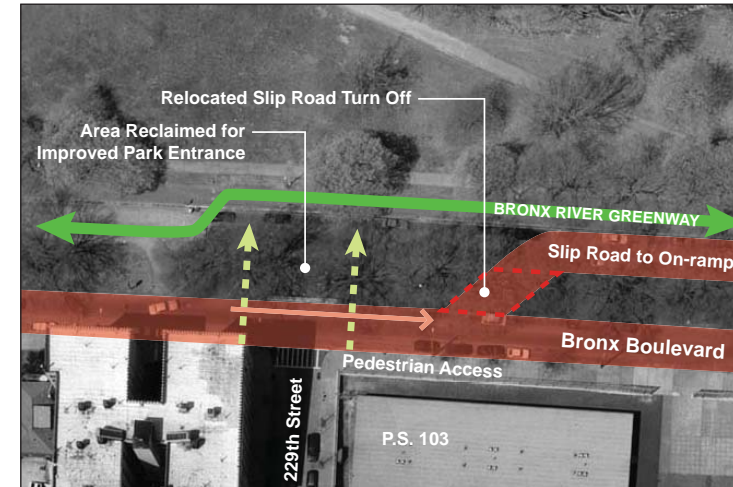 Relocated Slip Road Turn Off
Area Reclaimed for
Improved Park Entrance
BRONX RIVER GREENWAY
Slip Road to On-ramp
Bronx Boulevard
Pedestrian Access
229th Street
P.S. 103